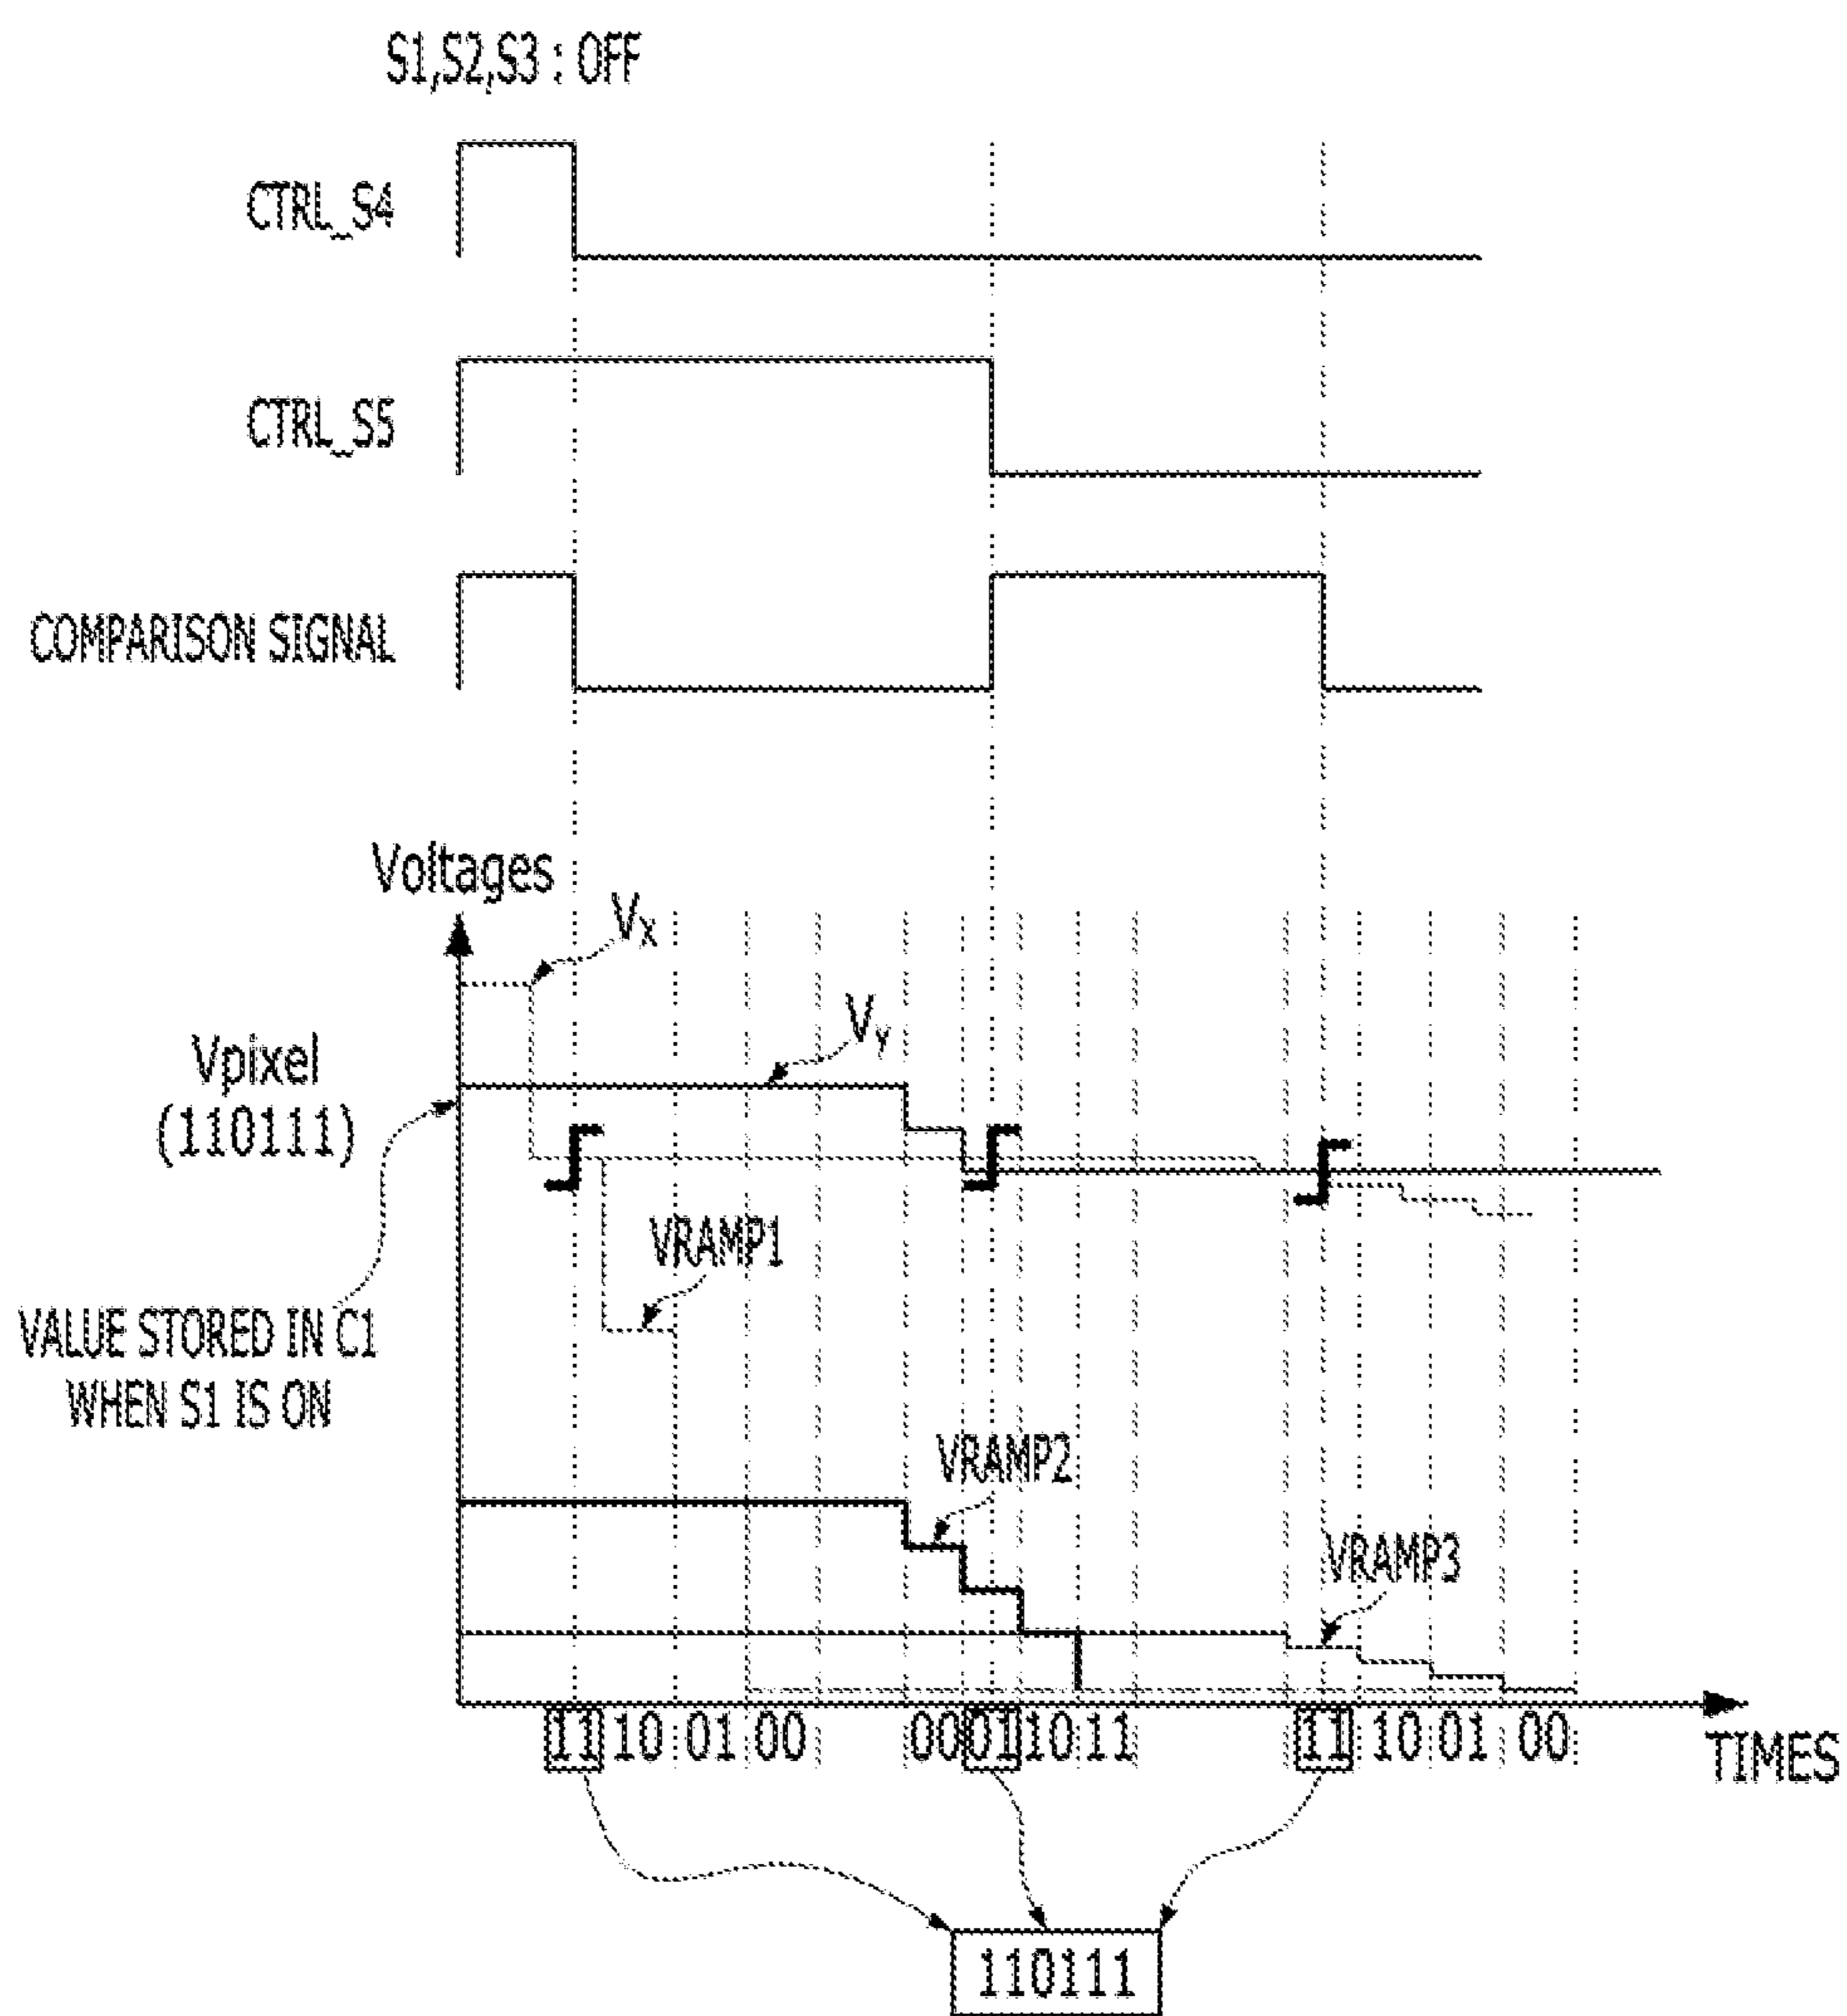 S1,S2,S3 : OFF
CTRL_S4
CTRL_S5
COMPARISON SIGNAL
Voltages
VX
Vy
Vpixel
(110111)
VRAMP1
VALUE STORED IN C1
WHEN S1 IS ON
VRAMP2
VRAMP3
11 10 01 00 00 01 10 11 11 10 01 00
TIMES
110111